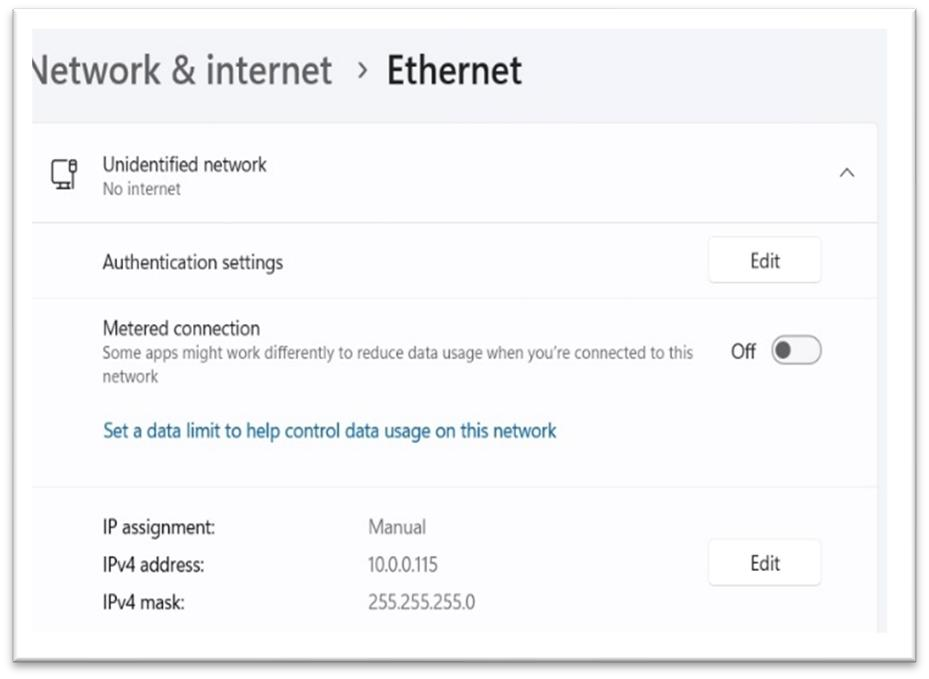 Network & internet > Ethernet
Unidentified network
No internet
Authentication settings
Edit
Metered connection
Some apps might work differently to reduce data usage when you're connected to this
network
Off
Set a data limit to help control data usage on this network
IP assignment: Manual
IPv4 address: 10.0.0.115
Edit
IPv4 mask: 255.255.255.0